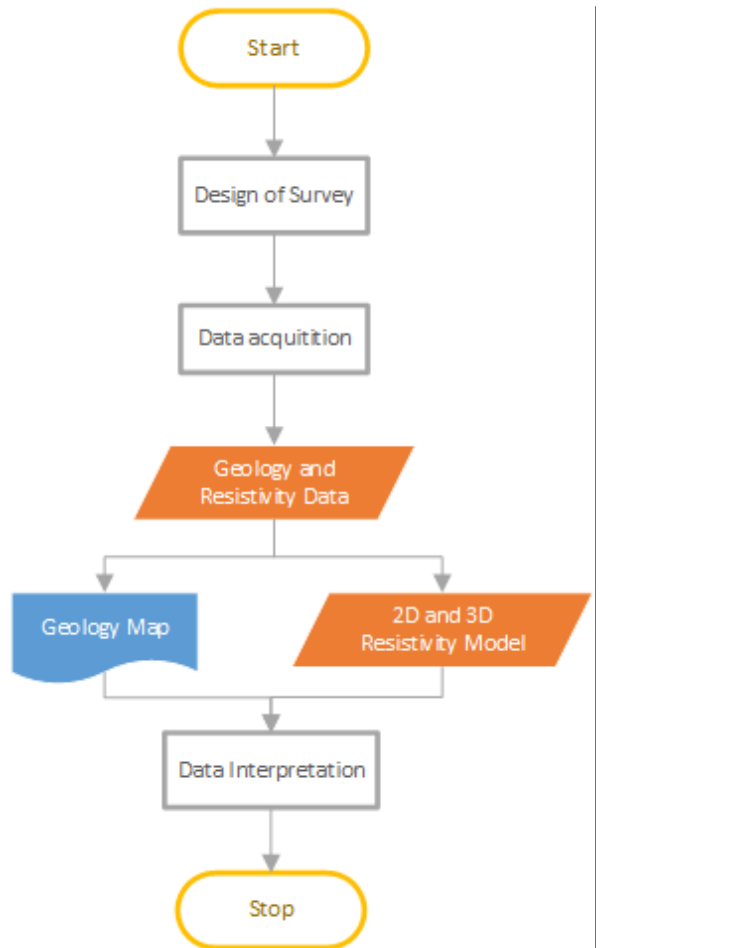 Start
Design of Survey
Data acquitition
Geology and
Resistivity Data
Geology Map
2D and 3D
Resistivity Model
Data Interpretation
Stop